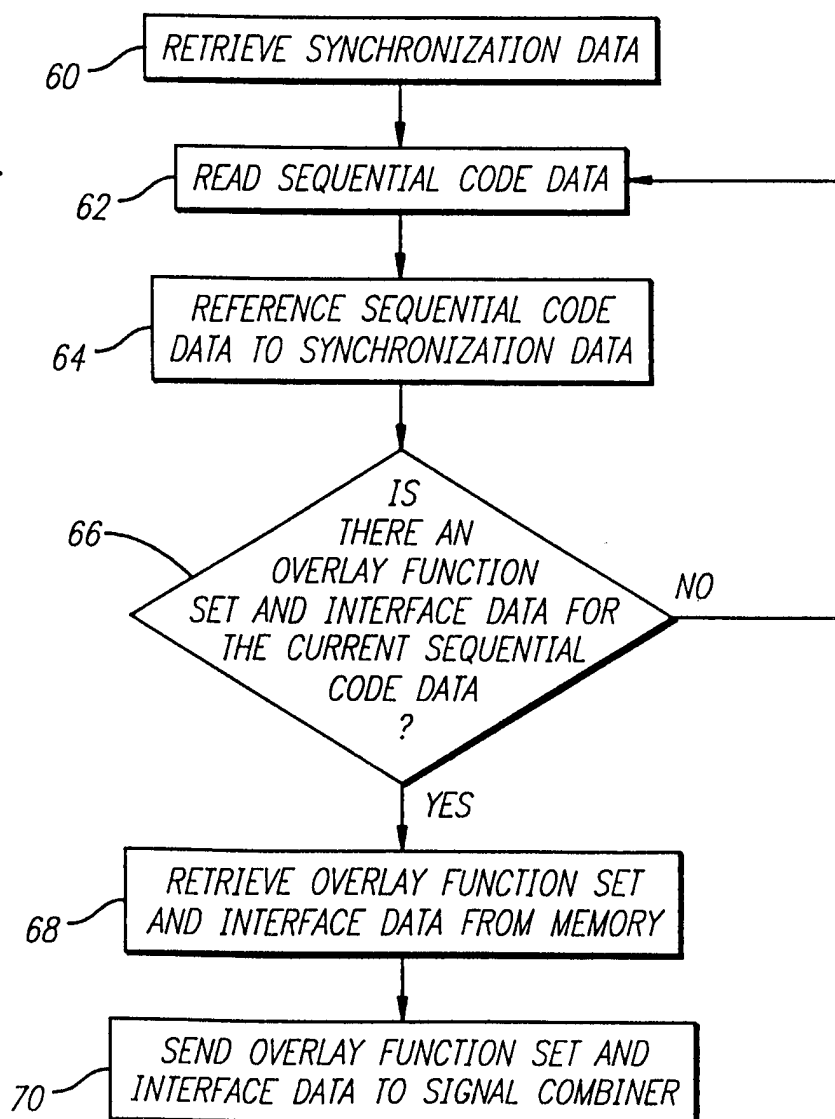 RETRIEVE SYNCHRONIZATION DATA
60
READ SEQUENTIAL CODE DATA
62
REFERENCE SEQUENTIAL CODE
DATA TO SYNCHRONIZATION DATA
64
IS
THERE AN
OVERLAY FUNCTION
SET AND INTERFACE DATA FOR
THE CURRENT SEQUENTIAL
CODE DATA
?
66
NO
YES
RETRIEVE OVERLAY FUNCTION SET
AND INTERFACE DATA FROM MEMORY
68
SEND OVERLAY FUNCTION SET AND
INTERFACE DATA TO SIGNAL COMBINER
70